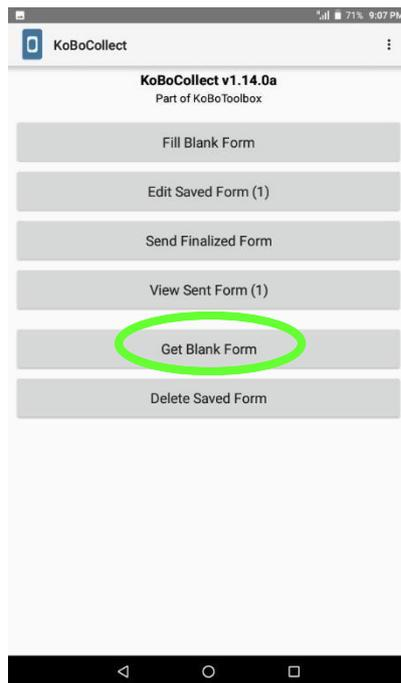 71% 9:07 PM
KoBoCollect
KoBoCollect v1.14.0a
Part of KoBoToolbox
Fill Blank Form
Edit Saved Form (1)
Send Finalized Form
View Sent Form (1)
Get Blank Form
Delete Saved Form